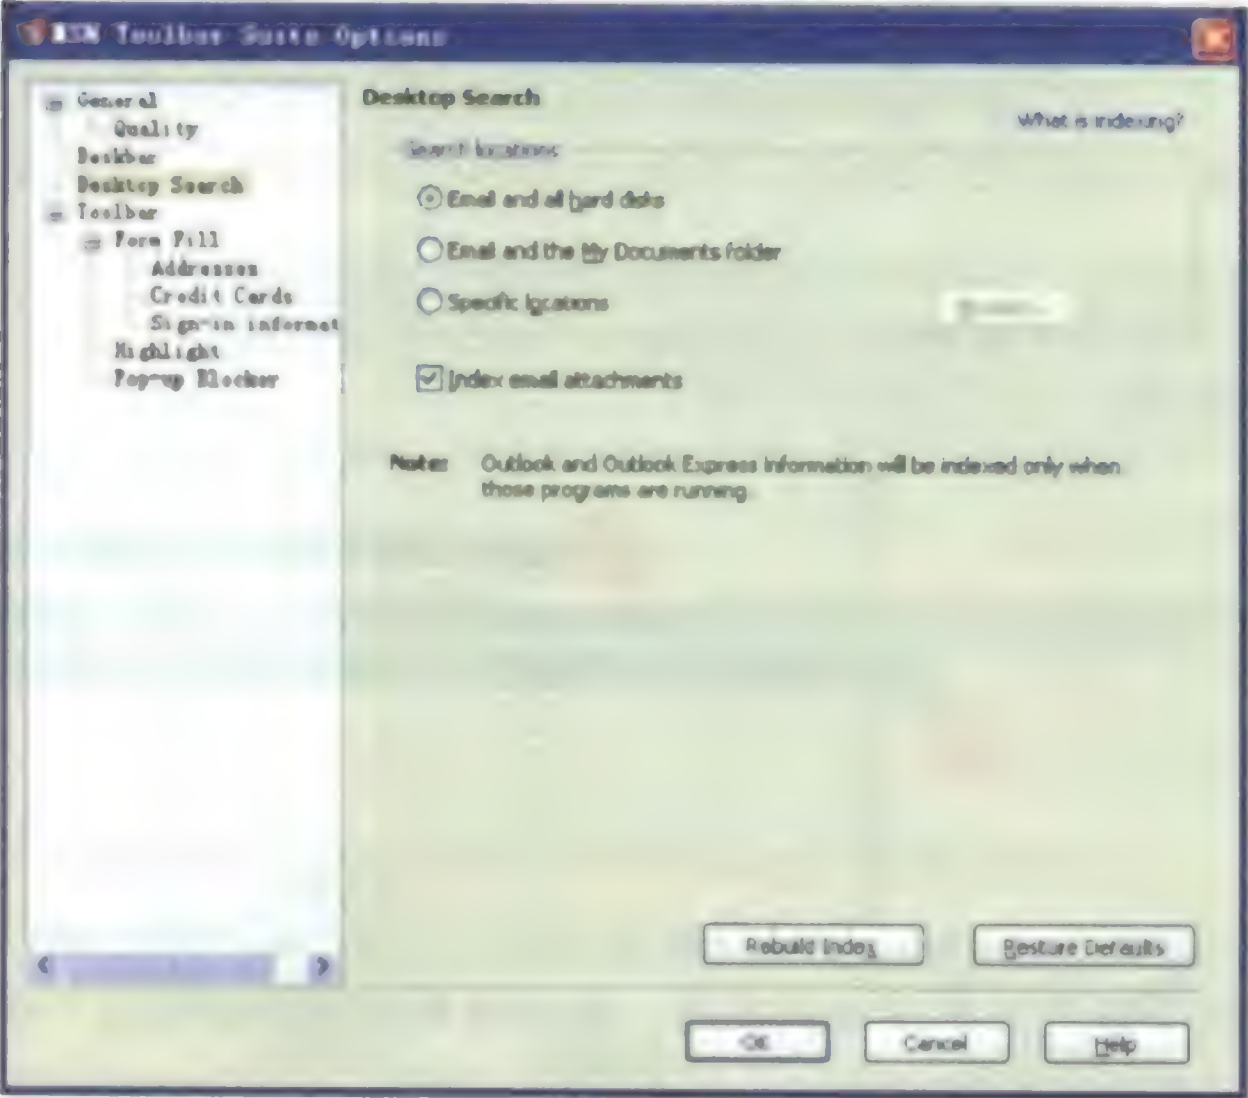 MSN Toolbar Suite Options
General
Quality
Deskbar
Desktop Search
Toolbar
Form Fill
Addresses
Credit Cards
Sign-in informat
Highlight
Pop-up Blocker
Desktop Search
What is indexing?
Search locations
Email and all hard disks
Email and the My Documents folder
Specific locations
Index email attachments
Note: Outlook and Outlook Express information will be indexed only when
those programs are running.
Rebuild Index
Restore Defaults
OK
Cancel
Help